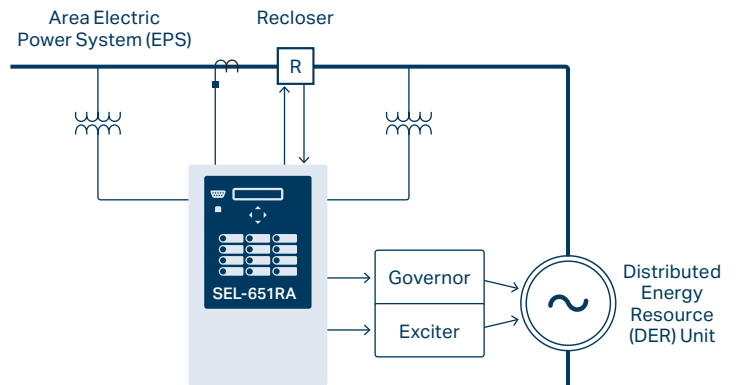 Area Electric
Power System (EPS)
Recloser
R
SEL-651RA
Governor
Exciter
Distributed
Energy
Resource
(DER) Unit